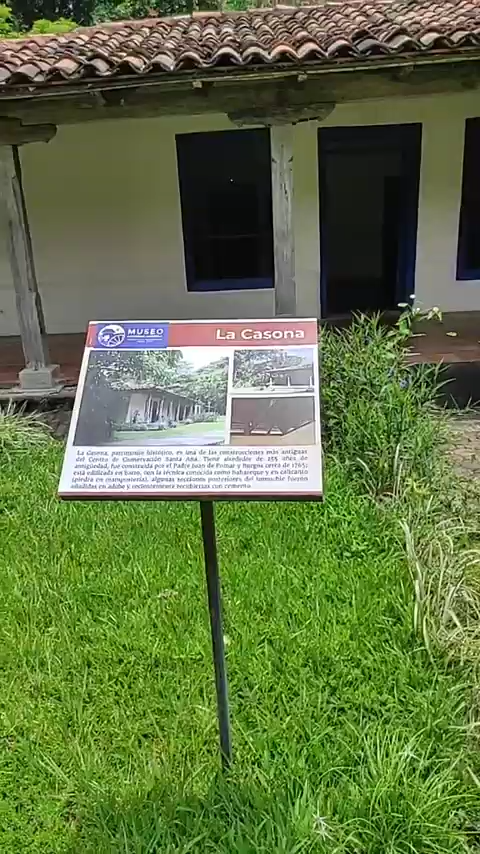 MUSEO
La Casona
La Casona, patrimonio histórico, es una de las construcciones más antiguas
del Centro de Conservación Santa Ana. Tiene alrededor de 255 años de
antigüedad, fue construida por el Padre Juan de Pomar y Burgos cerca de 1765;
está edificada en horno, con la técnica conocida como bahareque y en calicanto
(piedra en mampostería), algunas secciones posteriores del inmueble fueron
añadidas en adobe y recientemente recubiertas con cemento.